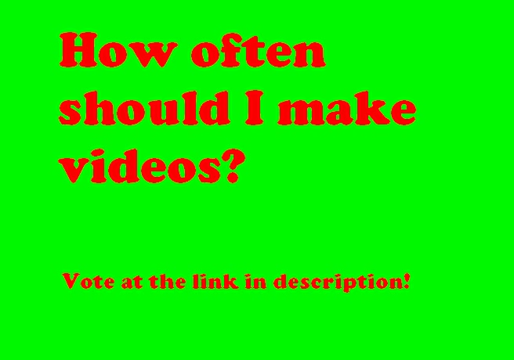 How often
should I make
videos?
Vote at the link in description!